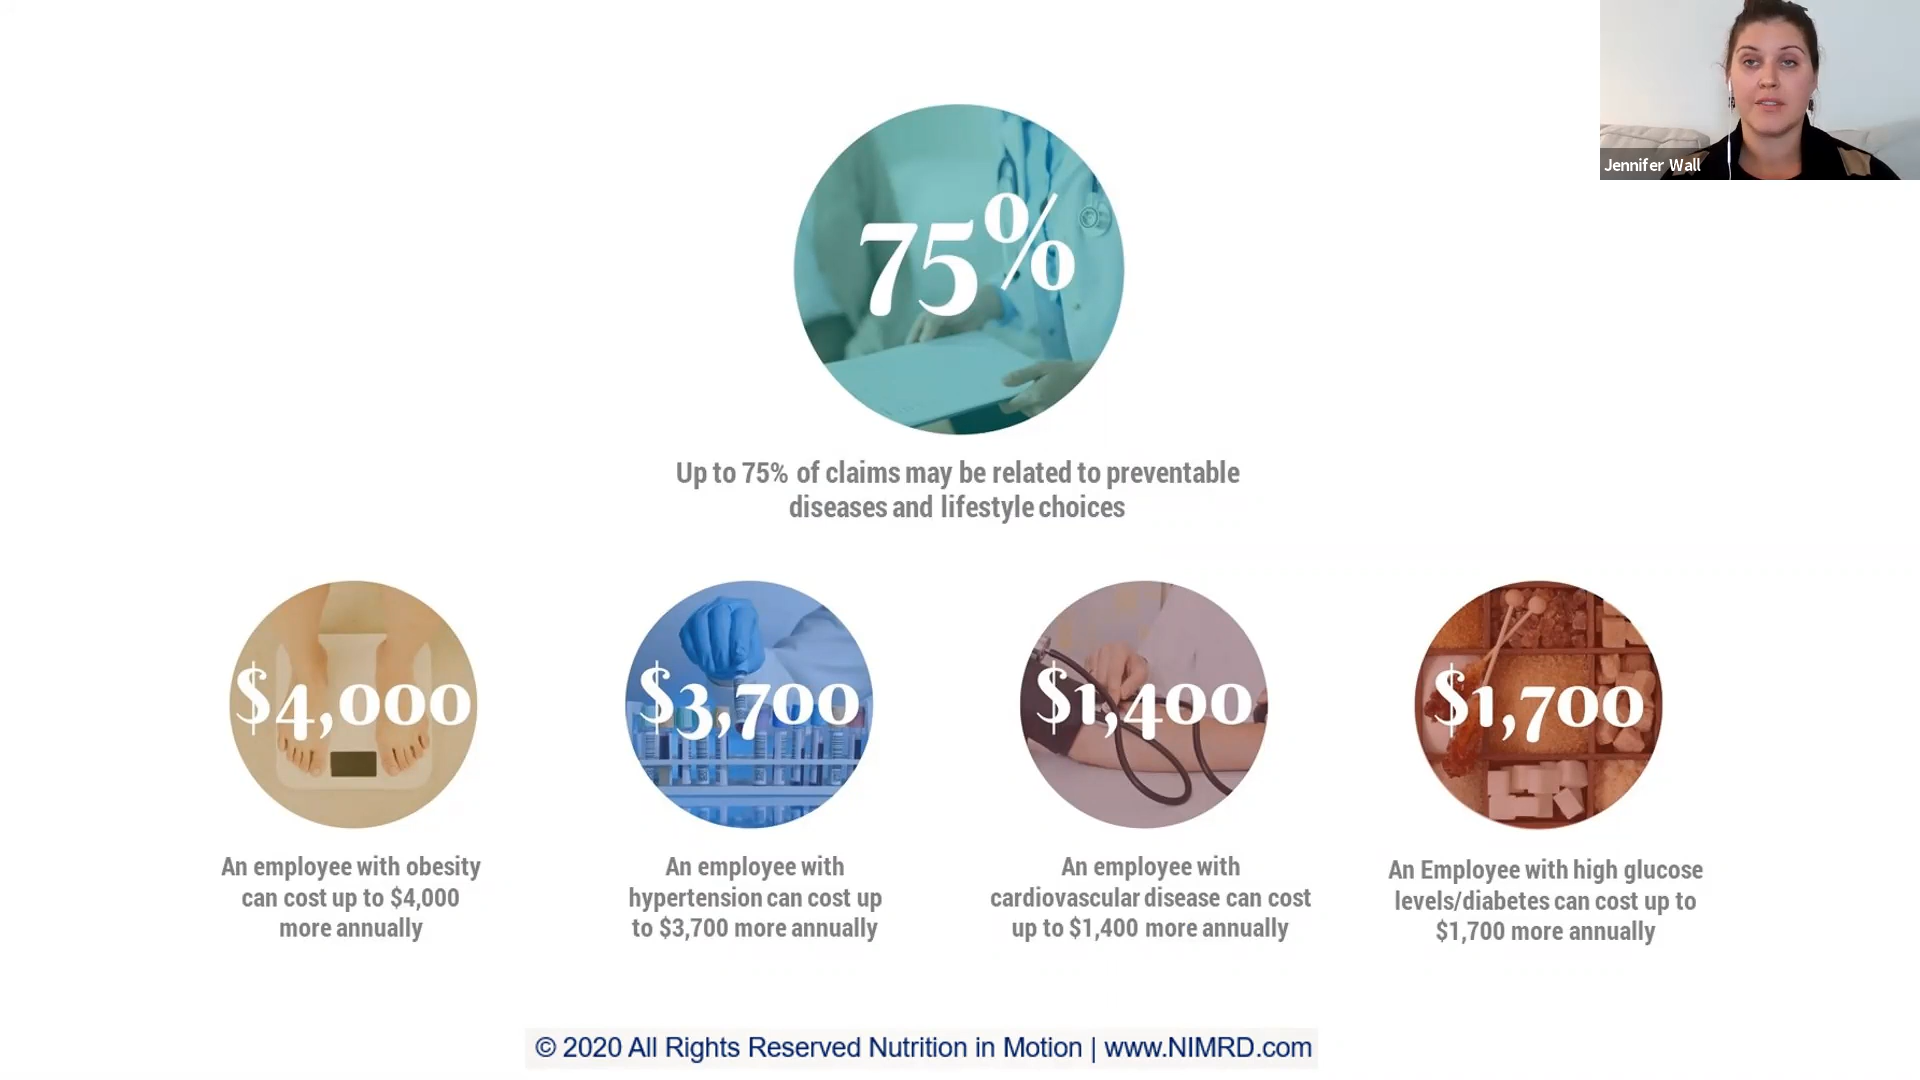 Jennifer Wall
75%
Up to 75% of claims may be related to preventable
diseases and lifestyle choices
$4,000
$3,700
$1,400
$1,700
An employee with obesity
can cost up to $4,000
more annually
An employee with
hypertension can cost up
to $3,700 more annually
An employee with
cardiovascular disease can cost
up to $1,400 more annually
An Employee with high glucose
levels/diabetes can cost up to
$1,700 more annually
© 2020 All Rights Reserved Nutrition in Motion | www.NIMRD.com